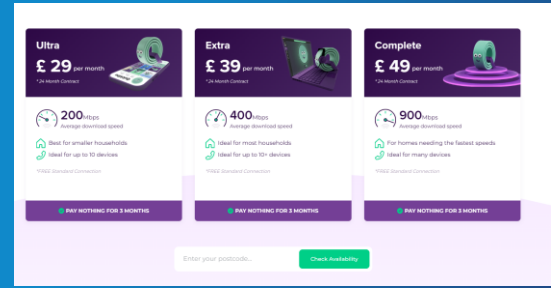 Ultra
£ 29 per month
*24 Month Contract
200Mbps
Average download speed
Best for smaller households
Ideal for up to 10 devices
*FREE Standard Connection
PAY NOTHING FOR 3 MONTHS
Extra
£ 39 per month
*24 Month Contract
400Mbps
Average download speed
Ideal for most households
Ideal for up to 10+ devices
*FREE Standard Connection
PAY NOTHING FOR 3 MONTHS
Complete
£ 49 per month
*24 Month Contract
900Mbps
Average download speed
For homes needing the fastest speeds
Ideal for many devices
*FREE Standard Connection
PAY NOTHING FOR 3 MONTHS
Enter your postcode...
Check Availability